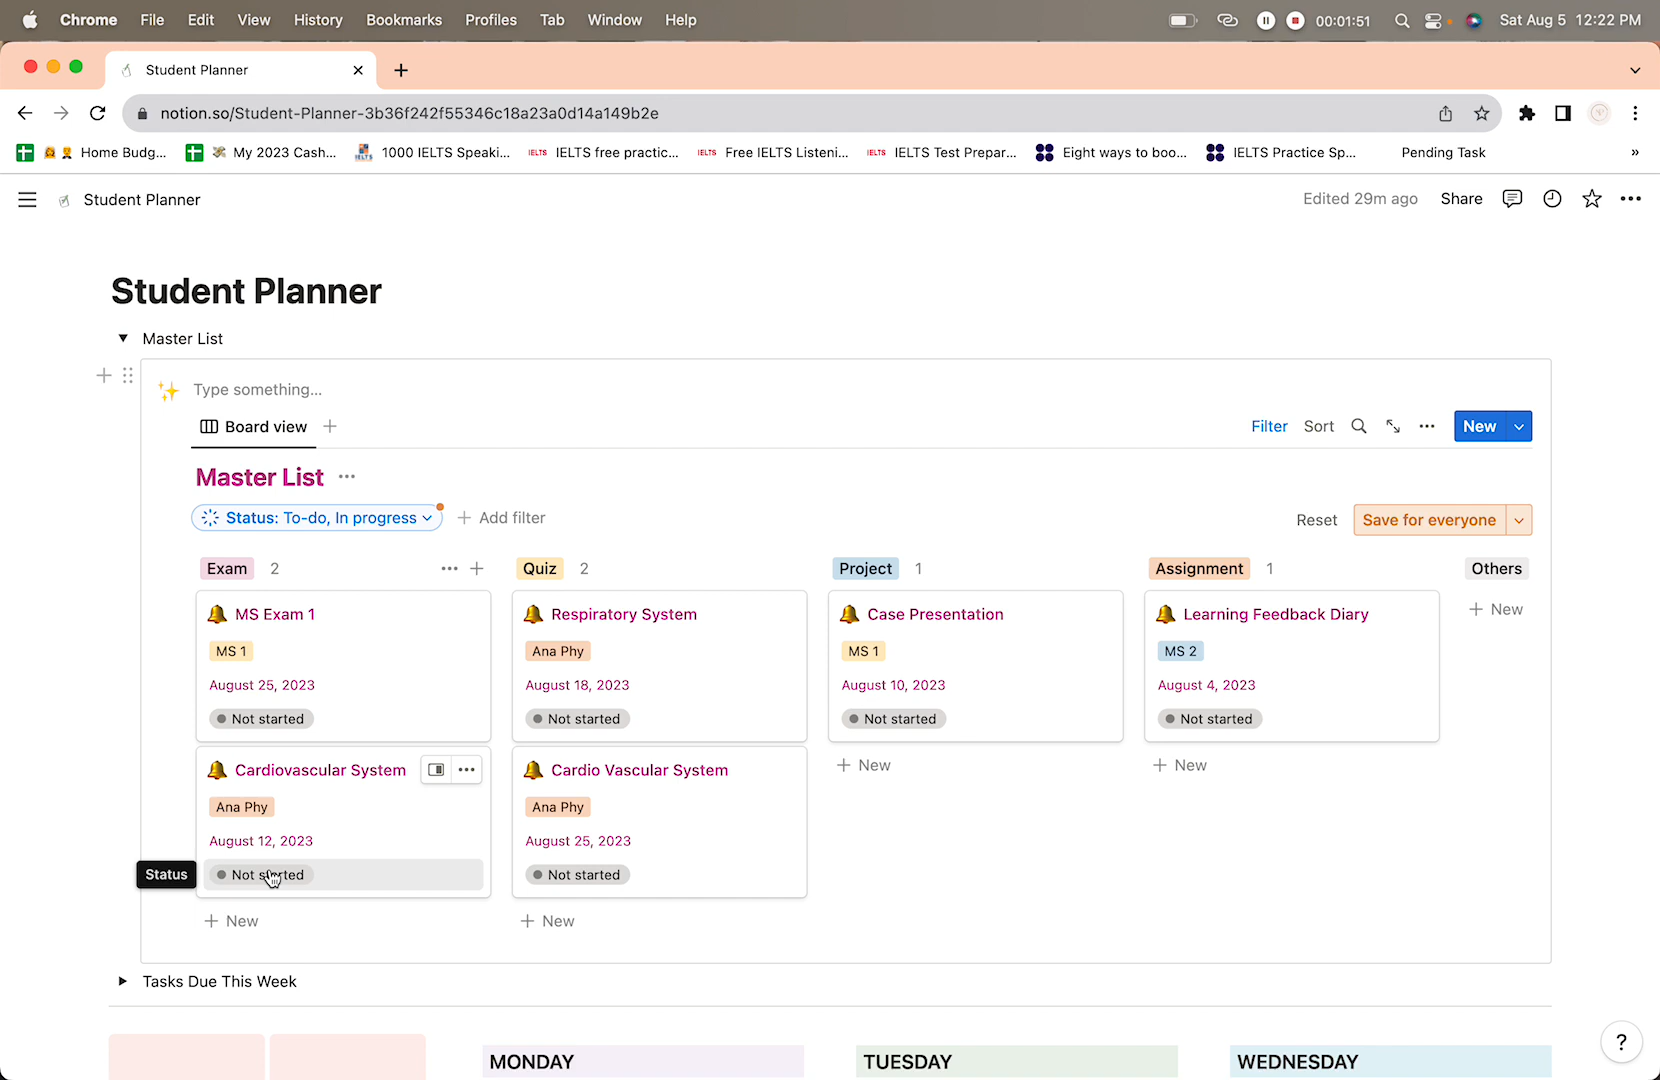 Chrome File Edit View History Bookmarks Profiles Tab Window Help 00:01:51 Sat Aug 5 12:22 PM
Student Planner
notion.so/Student-Planner-3b36f242f55346c18a23a0d14a149b2e
Home Budg... My 2023 Cash... IELTS 1000 IELTS Speaki... IELTS IELTS free practic... IELTS Free IELTS Listeni... IELTS IELTS Test Prepar... Eight ways to boo... IELTS Practice Sp... Pending Task »
Student Planner Edited 29m ago Share
Student Planner
Master List
Type something...
Board view Filter Sort New
Master List
Status: To-do, In progress Add filter Reset Save for everyone
Exam 2 Quiz 2 Project 1 Assignment 1 Others
MS Exam 1 Respiratory System Case Presentation Learning Feedback Diary New
MS 1 Ana Phy MS 1 MS 2
August 25, 2023 August 18, 2023 August 10, 2023 August 4, 2023
Not started Not started Not started Not started
Cardiovascular System Cardio Vascular System New New
Ana Phy Ana Phy
August 12, 2023 August 25, 2023
Status Not started Not started
New New
Tasks Due This Week
MONDAY TUESDAY WEDNESDAY
?